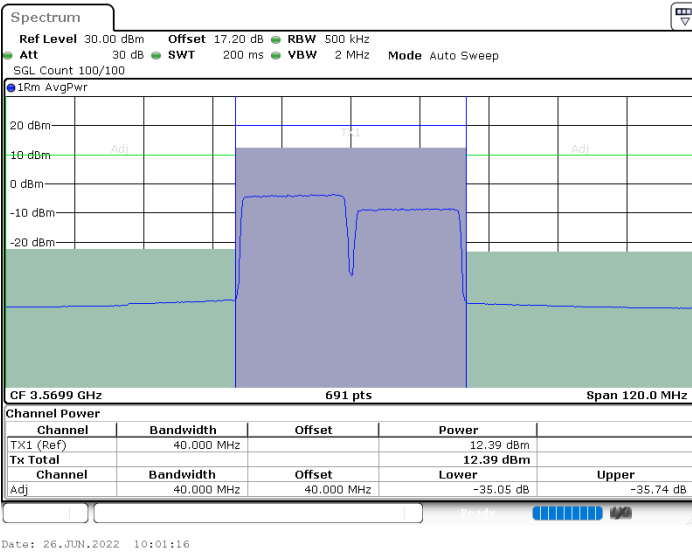 Spectrum
Ref Level 30.00 dBm Offset 17.20 dB RBW 500 kHz
Att 30 dB SWT 200 ms VBW 2 MHz Mode Auto Sweep
SGL Count 100/100
1Rm AvgPwr
20 dBm
TX1
Adj Adj
10 dBm
0 dBm
-10 dBm
-20 dBm
CF 3.5699 GHz 691 pts Span 120.0 MHz
Channel Power
Channel Bandwidth Offset Power
TX1 (Ref) 40.000 MHz 12.39 dBm
Tx Total 12.39 dBm
Channel Bandwidth Offset Lower Upper
Adj 40.000 MHz 40.000 MHz -35.05 dB -35.74 dB
Ready
Date: 26.JUN.2022 10:01:16